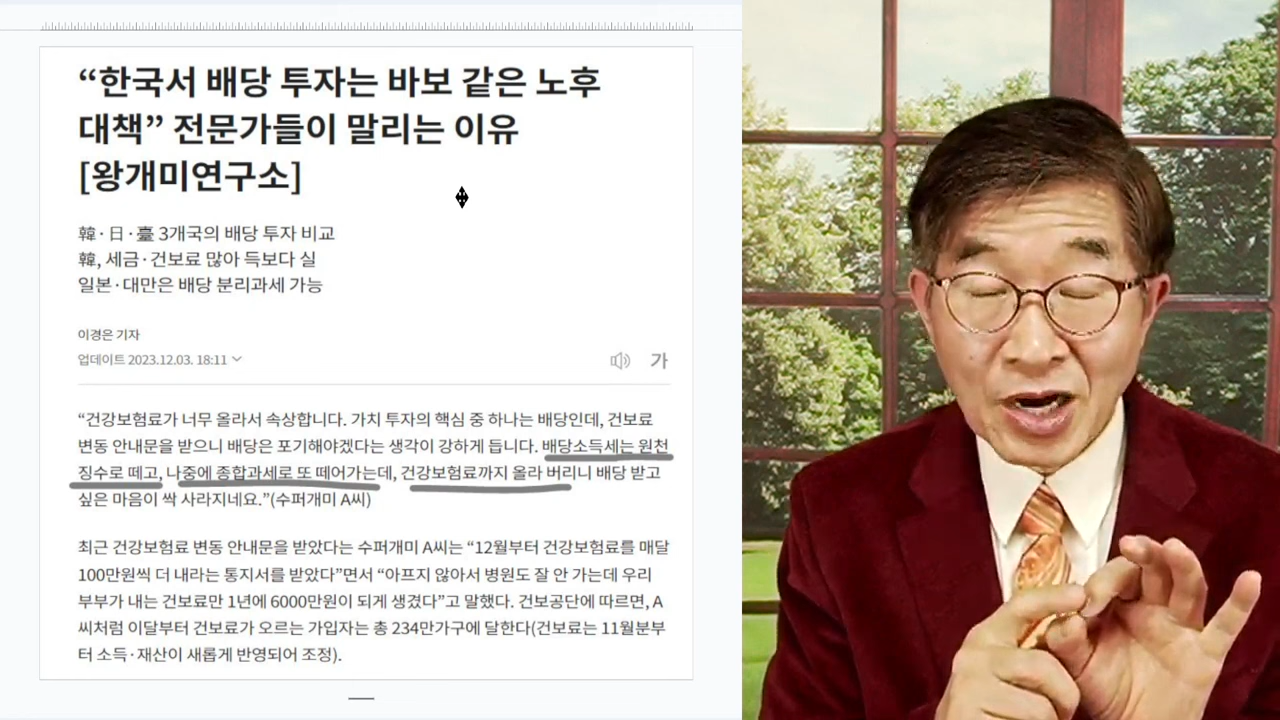 “한국서 배당 투자는 바보 같은 노후
대책” 전문가들이 말리는 이유
[왕개미연구소]
韓·日·臺 3개국의 배당 투자 비교
韓, 세금·건보료 많아 득보다 실
일본·대만은 배당 분리과세 가능
이경은 기자
업데이트 2023.12.03. 18:11
가
“건강보험료가 너무 올라서 속상합니다. 가치 투자의 핵심 중 하나는 배당인데, 건보료
변동 안내문을 받으니 배당은 포기해야겠다는 생각이 강하게 듭니다. 배당소득세는 원천
징수로 떼고, 나중에 종합과세로 또 떼어가는데, 건강보험료까지 올라 버리니 배당 받고
싶은 마음이 싹 사라지네요.”(수퍼개미 A씨)
최근 건강보험료 변동 안내문을 받았다는 수퍼개미 A씨는 “12월부터 건강보험료를 매달
100만원씩 더 내라는 통지서를 받았다”면서 “아프지 않아서 병원도 잘 안 가는데 우리
부부가 내는 건보료만 1년에 6000만원이 되게 생겼다”고 말했다. 건보공단에 따르면, A
씨처럼 이달부터 건보료가 오르는 가입자는 총 234만가구에 달한다(건보료는 11월분부
터 소득·재산이 새롭게 반영되어 조정).